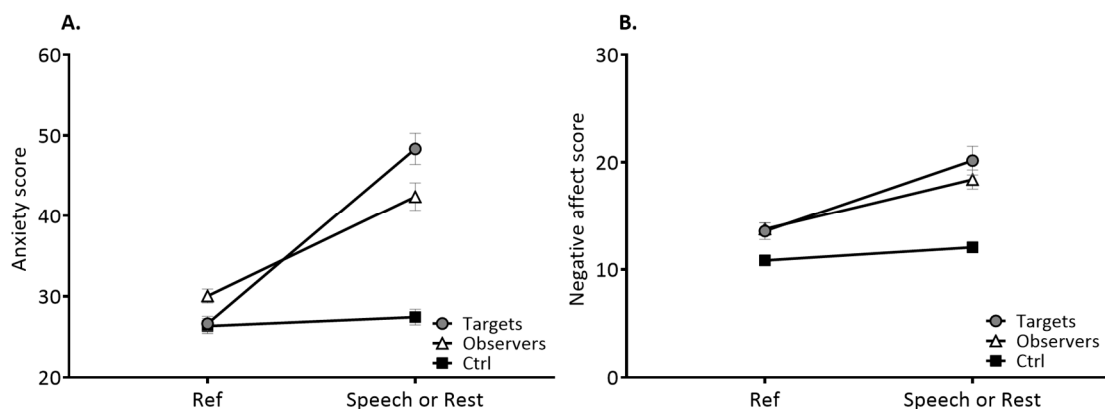 A.
60
50
40
30
20
Anxiety score
Ref
Speech or Rest
Targets
Observers
Ctrl
B.
30
20
10
0
Negative affect score
Ref
Speech or Rest
Targets
Observers
Ctrl